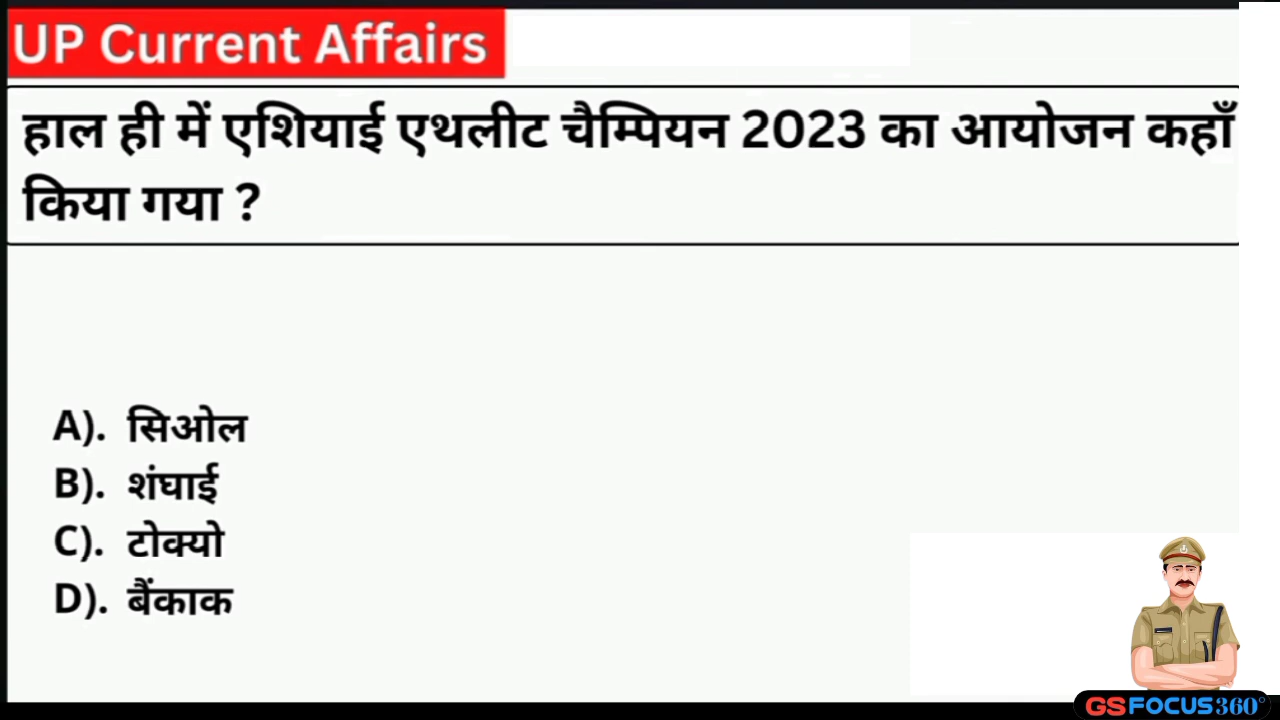 UP Current Affairs
हाल ही में एशियाई एथलीट चैम्पियन 2023 का आयोजन कहाँ
किया गया ?
A). सिओल
B). शंघाई
C). टोक्यो
D). बैंकाक
GSFOCUS360°